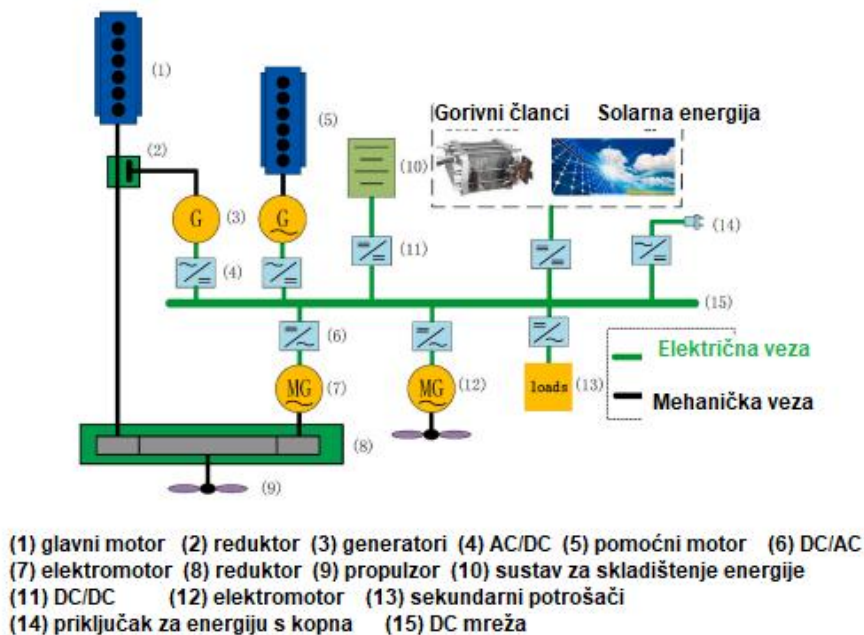 (1)
(5)
Gorivni članci Solarna energija
(2)
(10)
G
(3)
G
(14)
(4)
(11)
(15)
(6)
Električna veza
MG
(7)
MG
(12)
loads
(13)
Mehanička veza
(8)
(9)
(1) glavni motor (2) reduktor (3) generatori (4) AC/DC (5) pomoćni motor (6) DC/AC
(7) elektromotor (8) reduktor (9) propulzor (10) sustav za skladištenje energije
(11) DC/DC (12) elektromotor (13) sekundarni potrošači
(14) priključak za energiju s kopna (15) DC mreža